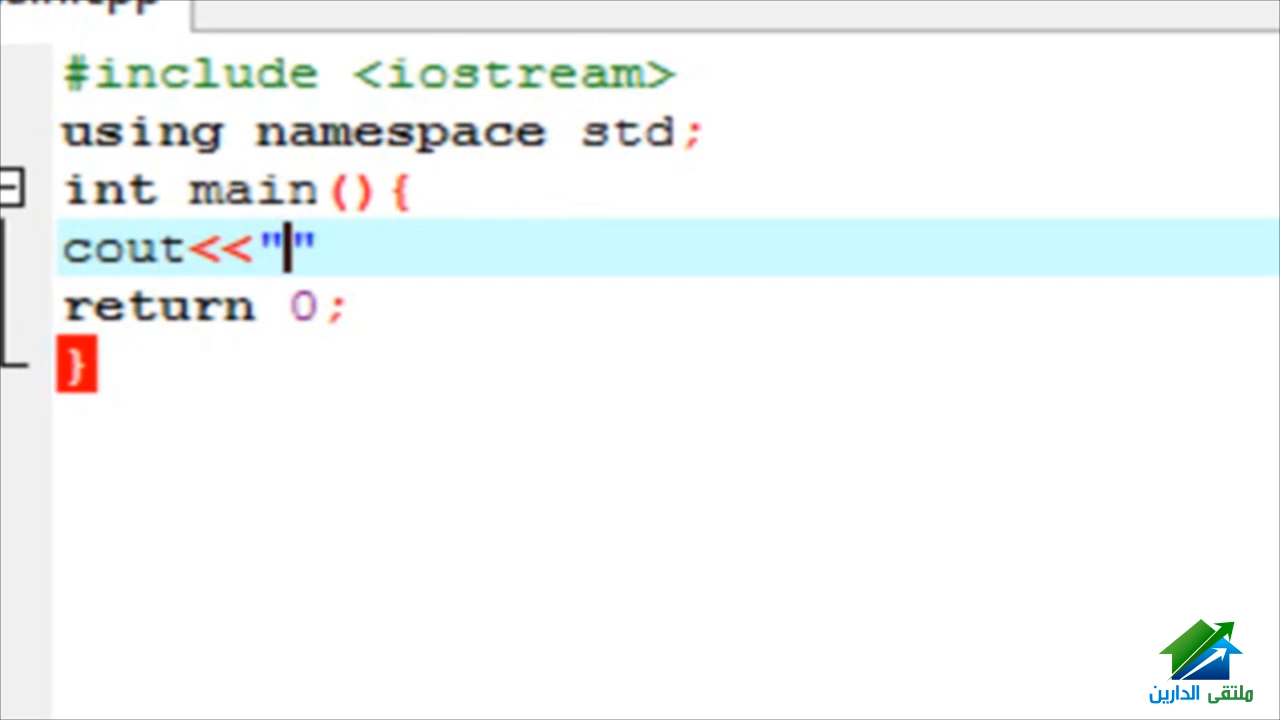 #include <iostream>
using namespace std;
int main(){
cout<<""
return 0;
}
ملتقى الدارين